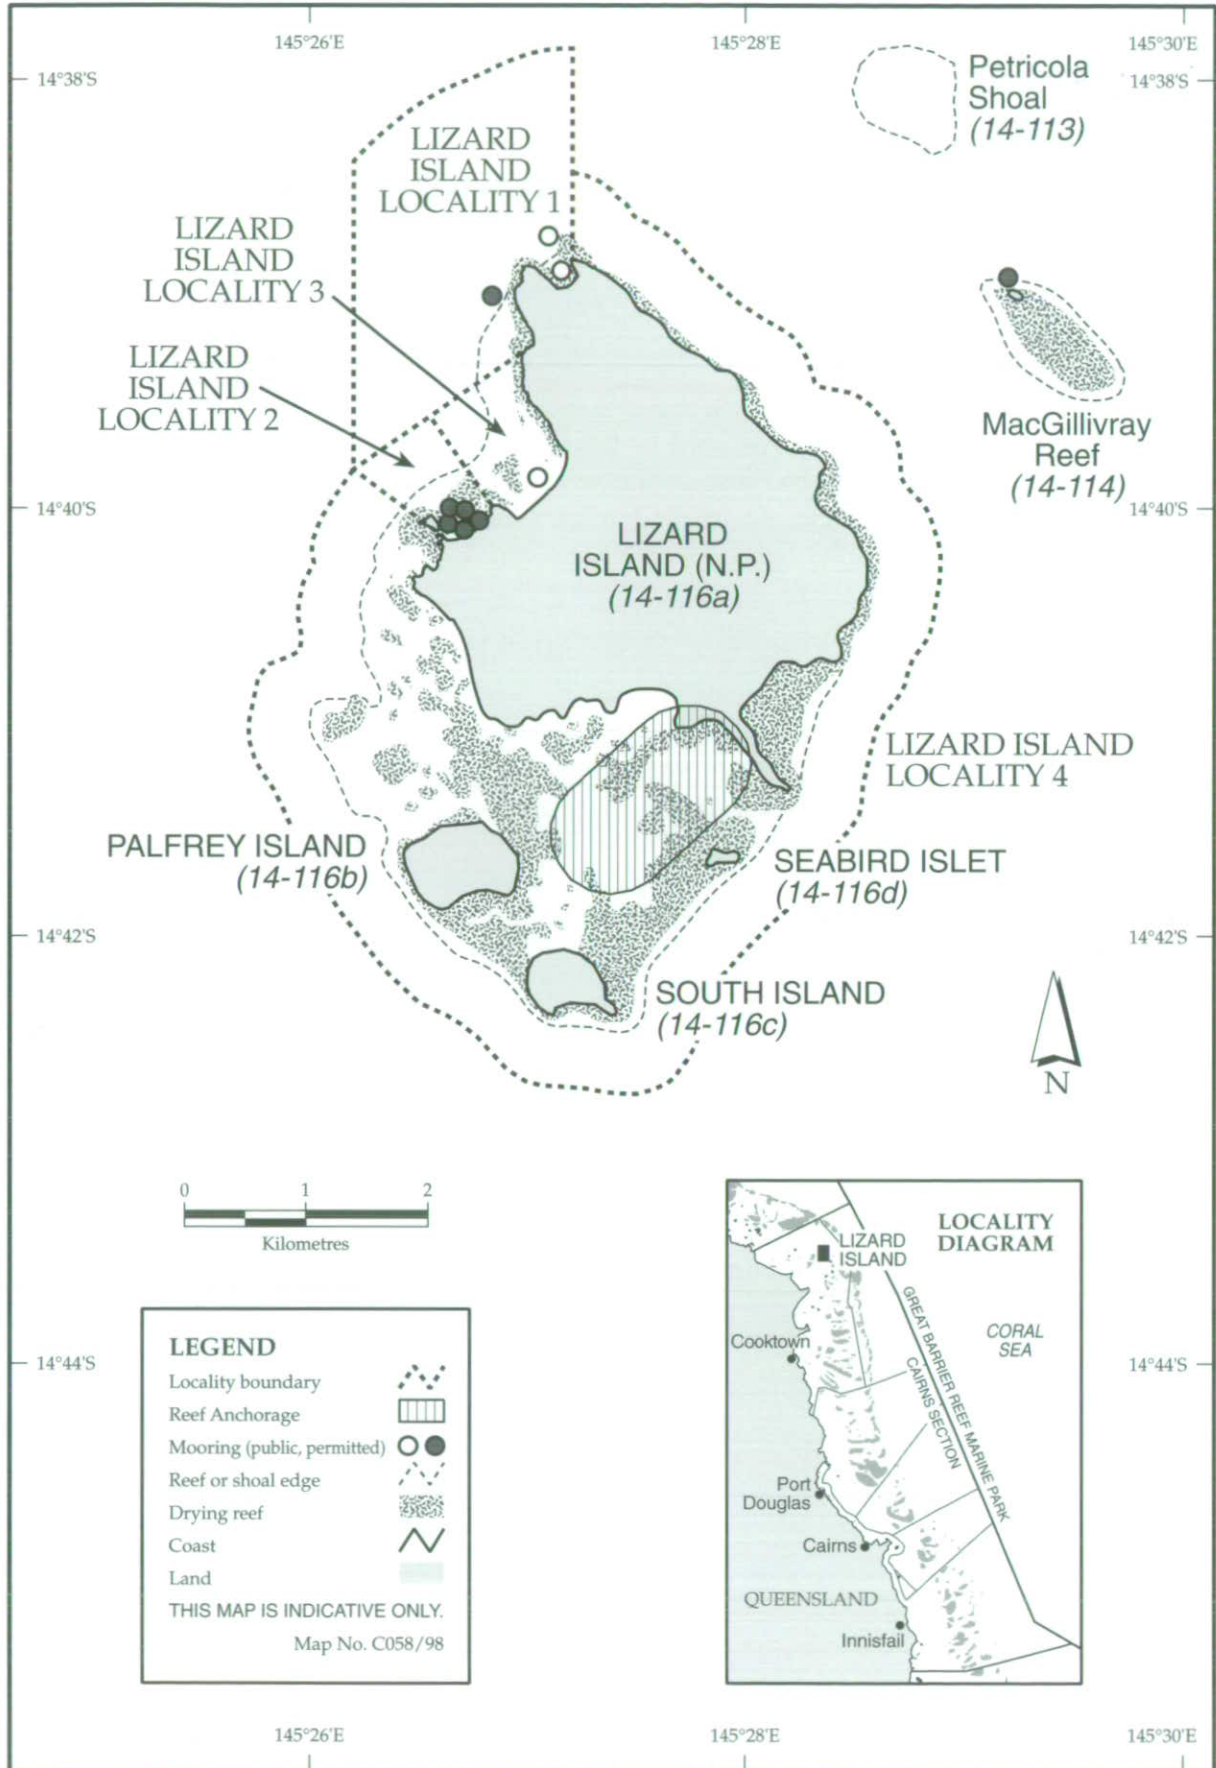 145°26'E
145°28'E
145°30'E
14°38'S
14°38'S
Petricola
Shoal
(14-113)
LIZARD
ISLAND
LOCALITY 1
LIZARD
ISLAND
LOCALITY 3
LIZARD
ISLAND
LOCALITY 2
MacGillivray
Reef
(14-114)
14°40'S
14°40'S
LIZARD
ISLAND (N.P.)
(14-116a)
LIZARD ISLAND
LOCALITY 4
PALFREY ISLAND
(14-116b)
SEABIRD ISLET
(14-116d)
14°42'S
14°42'S
SOUTH ISLAND
(14-116c)
N
0 1 2
Kilometres
LEGEND
Locality boundary
Reef Anchorage
Mooring (public, permitted)
Reef or shoal edge
Drying reef
Coast
Land
THIS MAP IS INDICATIVE ONLY.
Map No. C058/98
LOCALITY
DIAGRAM
LIZARD
ISLAND
GREAT BARRIER REEF MARINE PARK
CAIRNS SECTION
CORAL
SEA
Cooktown
Port
Douglas
Cairns
QUEENSLAND
Innisfail
14°44'S
14°44'S
145°26'E
145°28'E
145°30'E